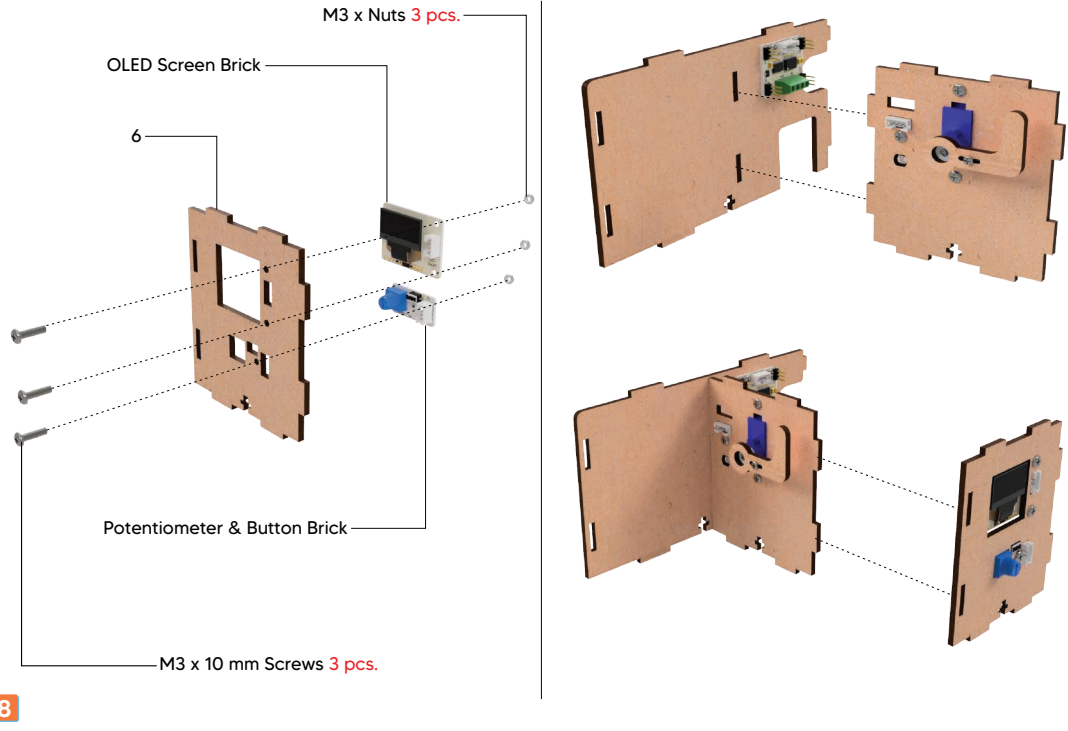 M3 x Nuts 3 pcs.
OLED Screen Brick
6
Potentiometer & Button Brick
M3 x 10 mm Screws 3 pcs.
8